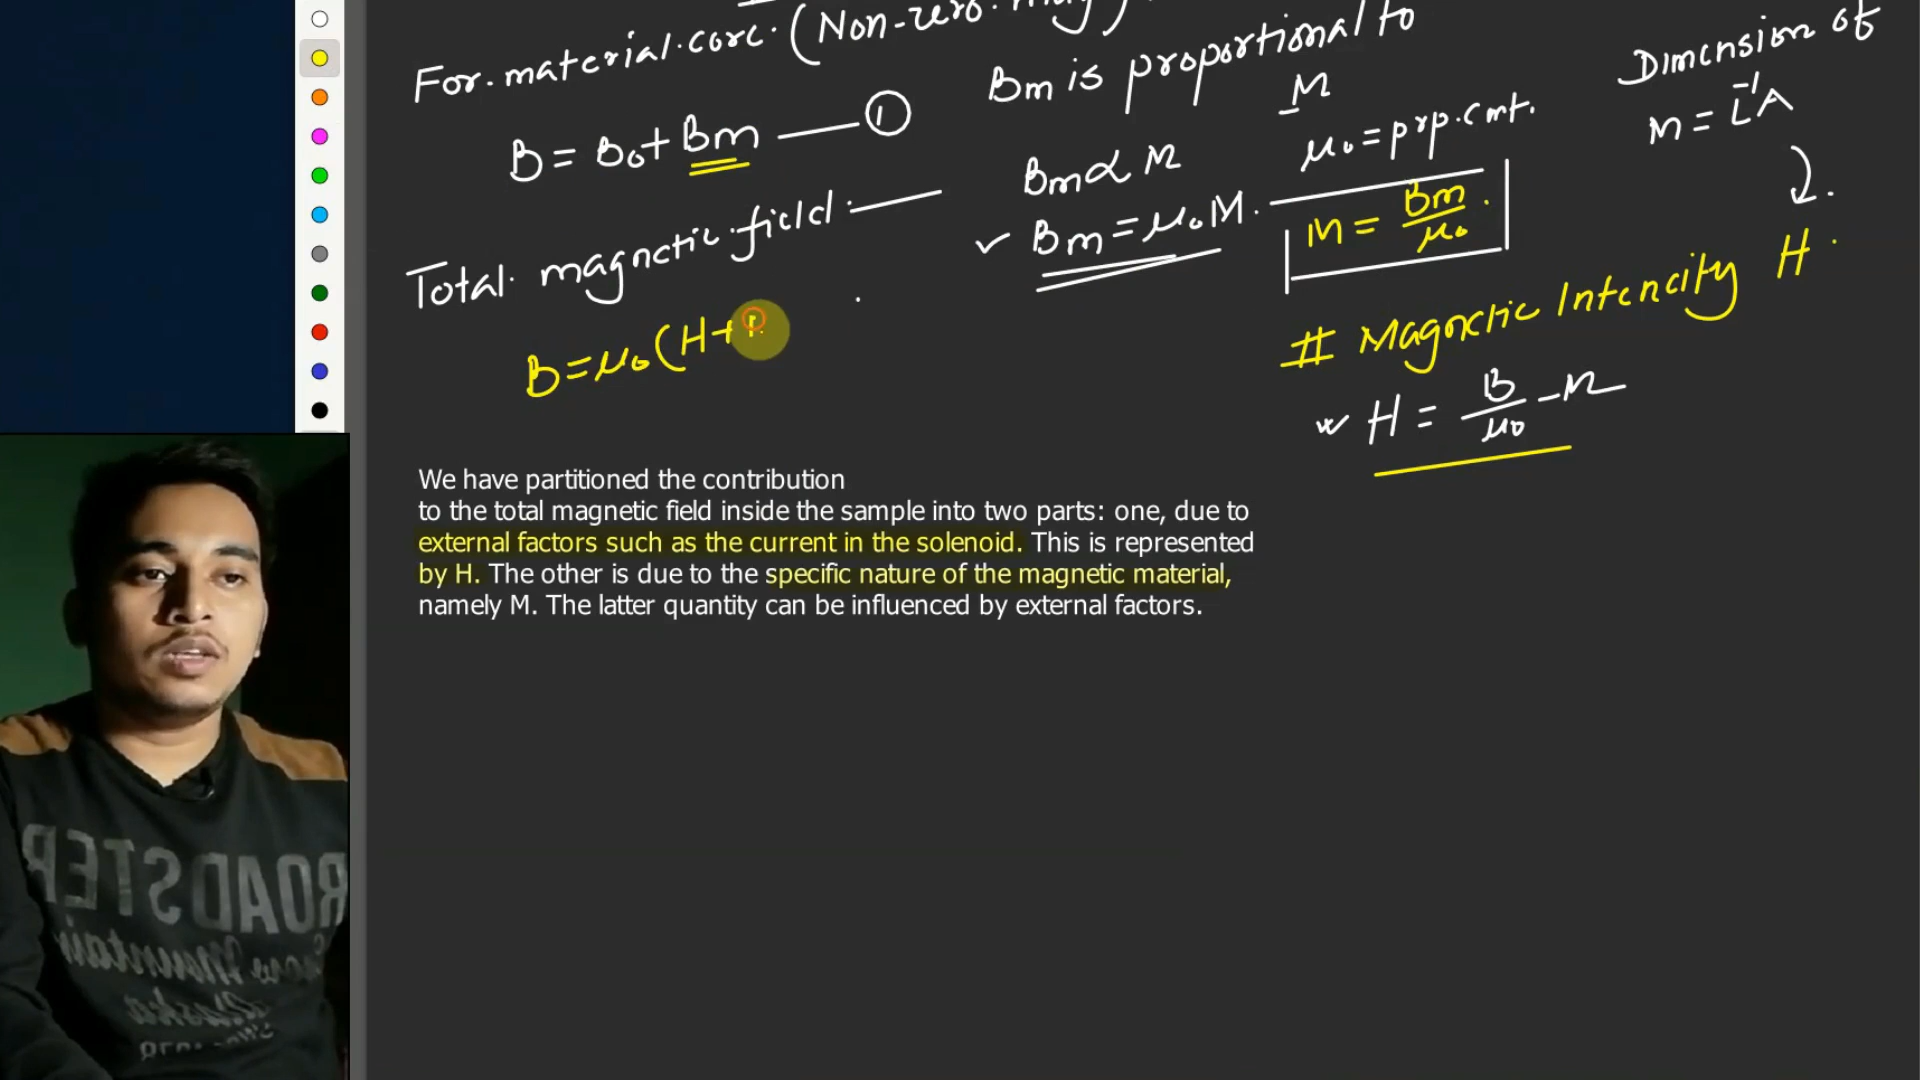 For material core (Non-zero
B = B₀ + Bm —— ①
Total magnetic field ——
B = μ₀ (H +
Bm is proportional to
M
Bm ∝ M
✓ Bm = μ₀M.
μ₀ = prp. cnt.
M = Bm/μ₀
Dimension of
M = L⁻¹A
# Magnetic Intencity H
H = B/μ₀ - M
We have partitioned the contribution
to the total magnetic field inside the sample into two parts: one, due to
external factors such as the current in the solenoid. This is represented
by H. The other is due to the specific nature of the magnetic material,
namely M. The latter quantity can be influenced by external factors.
ROADSTER